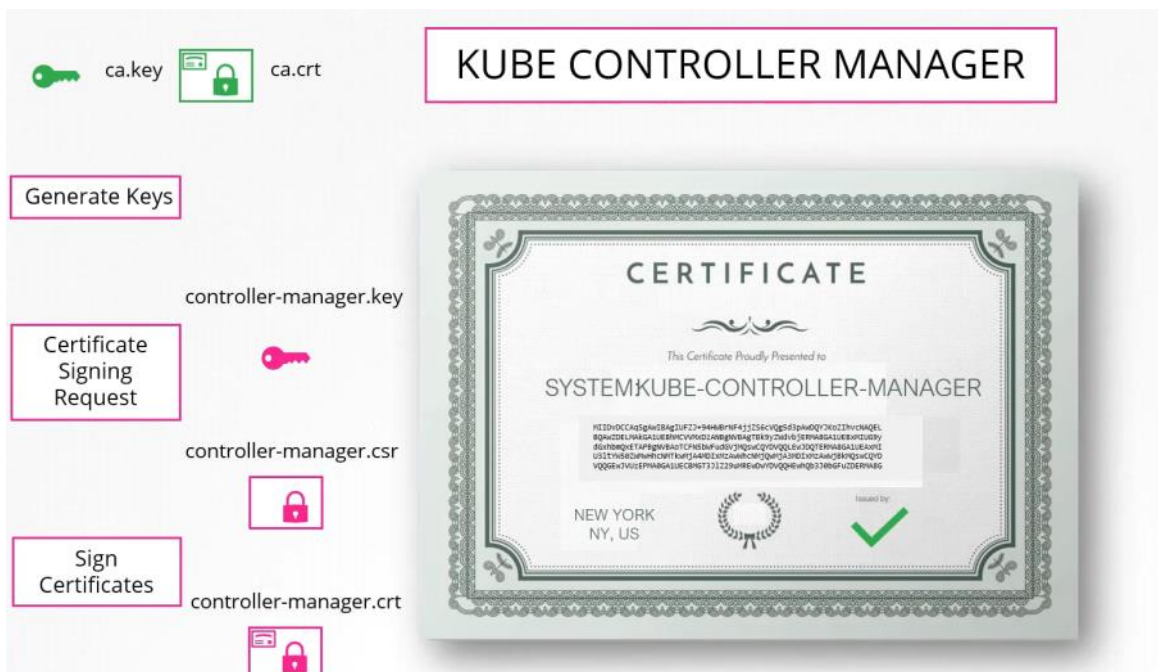 ca.key
ca.crt
KUBE CONTROLLER MANAGER
Generate Keys
controller-manager.key
Certificate
Signing
Request
controller-manager.csr
Sign
Certificates
controller-manager.crt
CERTIFICATE
This Certificate Proudly Presented to
SYSTEM:KUBE-CONTROLLER-MANAGER
NEW YORK
NY, US
Issued by: